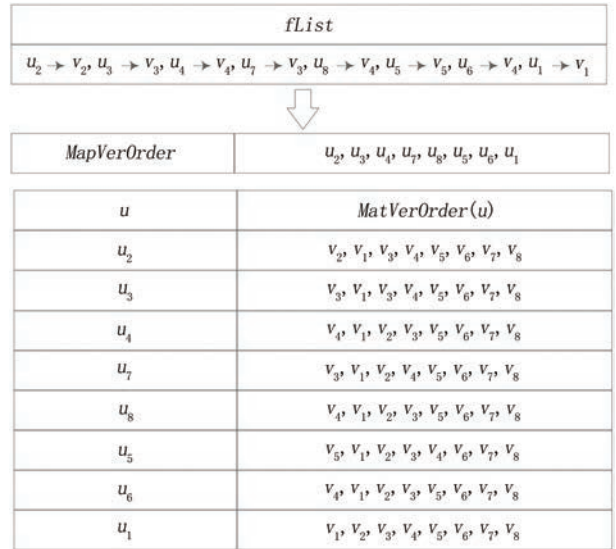 fList
u₂ → v₂, u₃ → v₃, u₄ → v₄, u₇ → v₃, u₈ → v₄, u₅ → v₅, u₆ → v₄, u₁ → v₁
MapVerOrder u₂, u₃, u₄, u₇, u₈, u₅, u₆, u₁
u MatVerOrder(u)
u₂ v₂, v₁, v₃, v₄, v₅, v₆, v₇, v₈
u₃ v₃, v₁, v₃, v₄, v₅, v₆, v₇, v₈
u₄ v₄, v₁, v₂, v₃, v₅, v₆, v₇, v₈
u₇ v₃, v₁, v₂, v₄, v₅, v₆, v₇, v₈
u₈ v₄, v₁, v₂, v₃, v₅, v₆, v₇, v₈
u₅ v₅, v₁, v₂, v₃, v₄, v₆, v₇, v₈
u₆ v₄, v₁, v₂, v₃, v₅, v₆, v₇, v₈
u₁ v₁, v₂, v₃, v₄, v₅, v₆, v₇, v₈